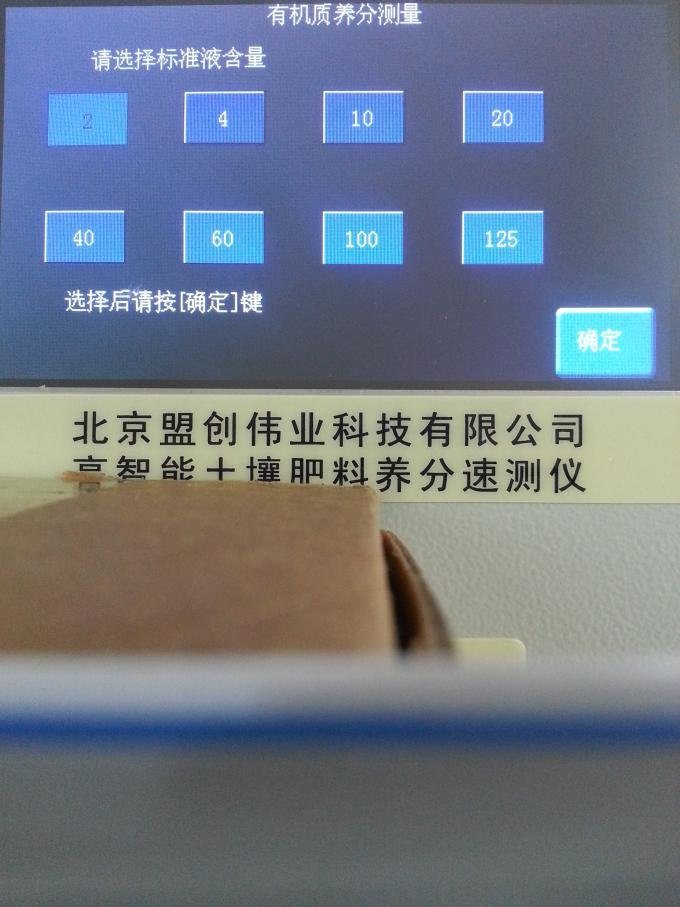 有机质养分测量
请选择标准液含量
2 4 10 20
40 60 100 125
选择后请按[确定]键
确定
北京盟创伟业科技有限公司
高智能土壤肥料养分速测仪